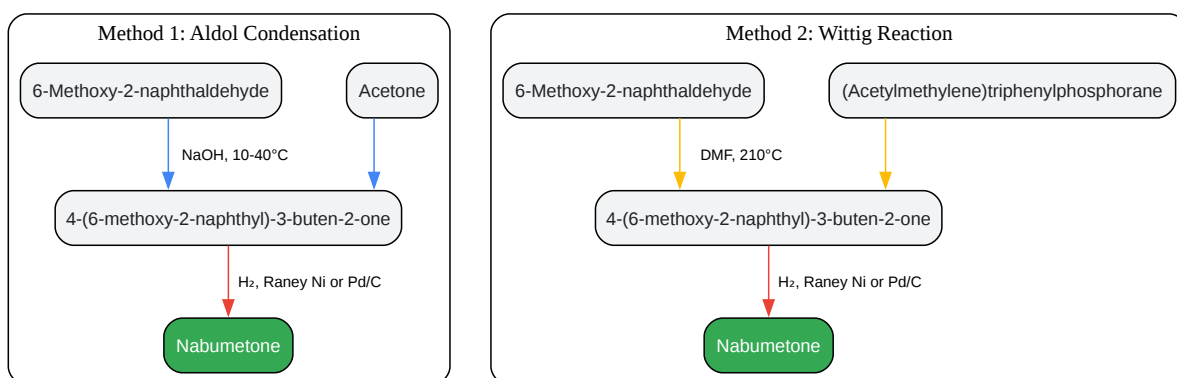 Method 1: Aldol Condensation
6-Methoxy-2-naphthaldehyde
Acetone
NaOH, 10-40°C
4-(6-methoxy-2-naphthyl)-3-buten-2-one
H₂, Raney Ni or Pd/C
Nabumetone
Method 2: Wittig Reaction
6-Methoxy-2-naphthaldehyde
(Acetylmethylene)triphenylphosphorane
DMF, 210°C
4-(6-methoxy-2-naphthyl)-3-buten-2-one
H₂, Raney Ni or Pd/C
Nabumetone